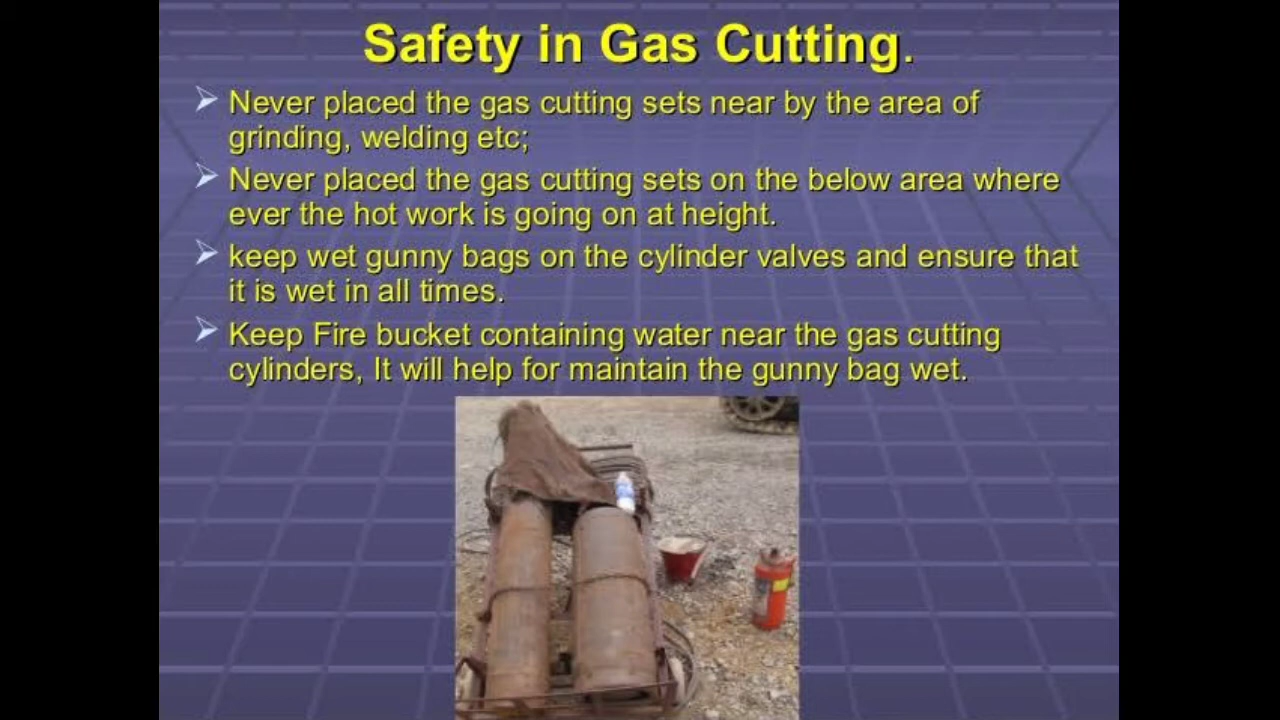 Safety in Gas Cutting.
Never placed the gas cutting sets near by the area of
grinding, welding etc;
Never placed the gas cutting sets on the below area where
ever the hot work is going on at height.
keep wet gunny bags on the cylinder valves and ensure that
it is wet in all times.
Keep Fire bucket containing water near the gas cutting
cylinders, It will help for maintain the gunny bag wet.